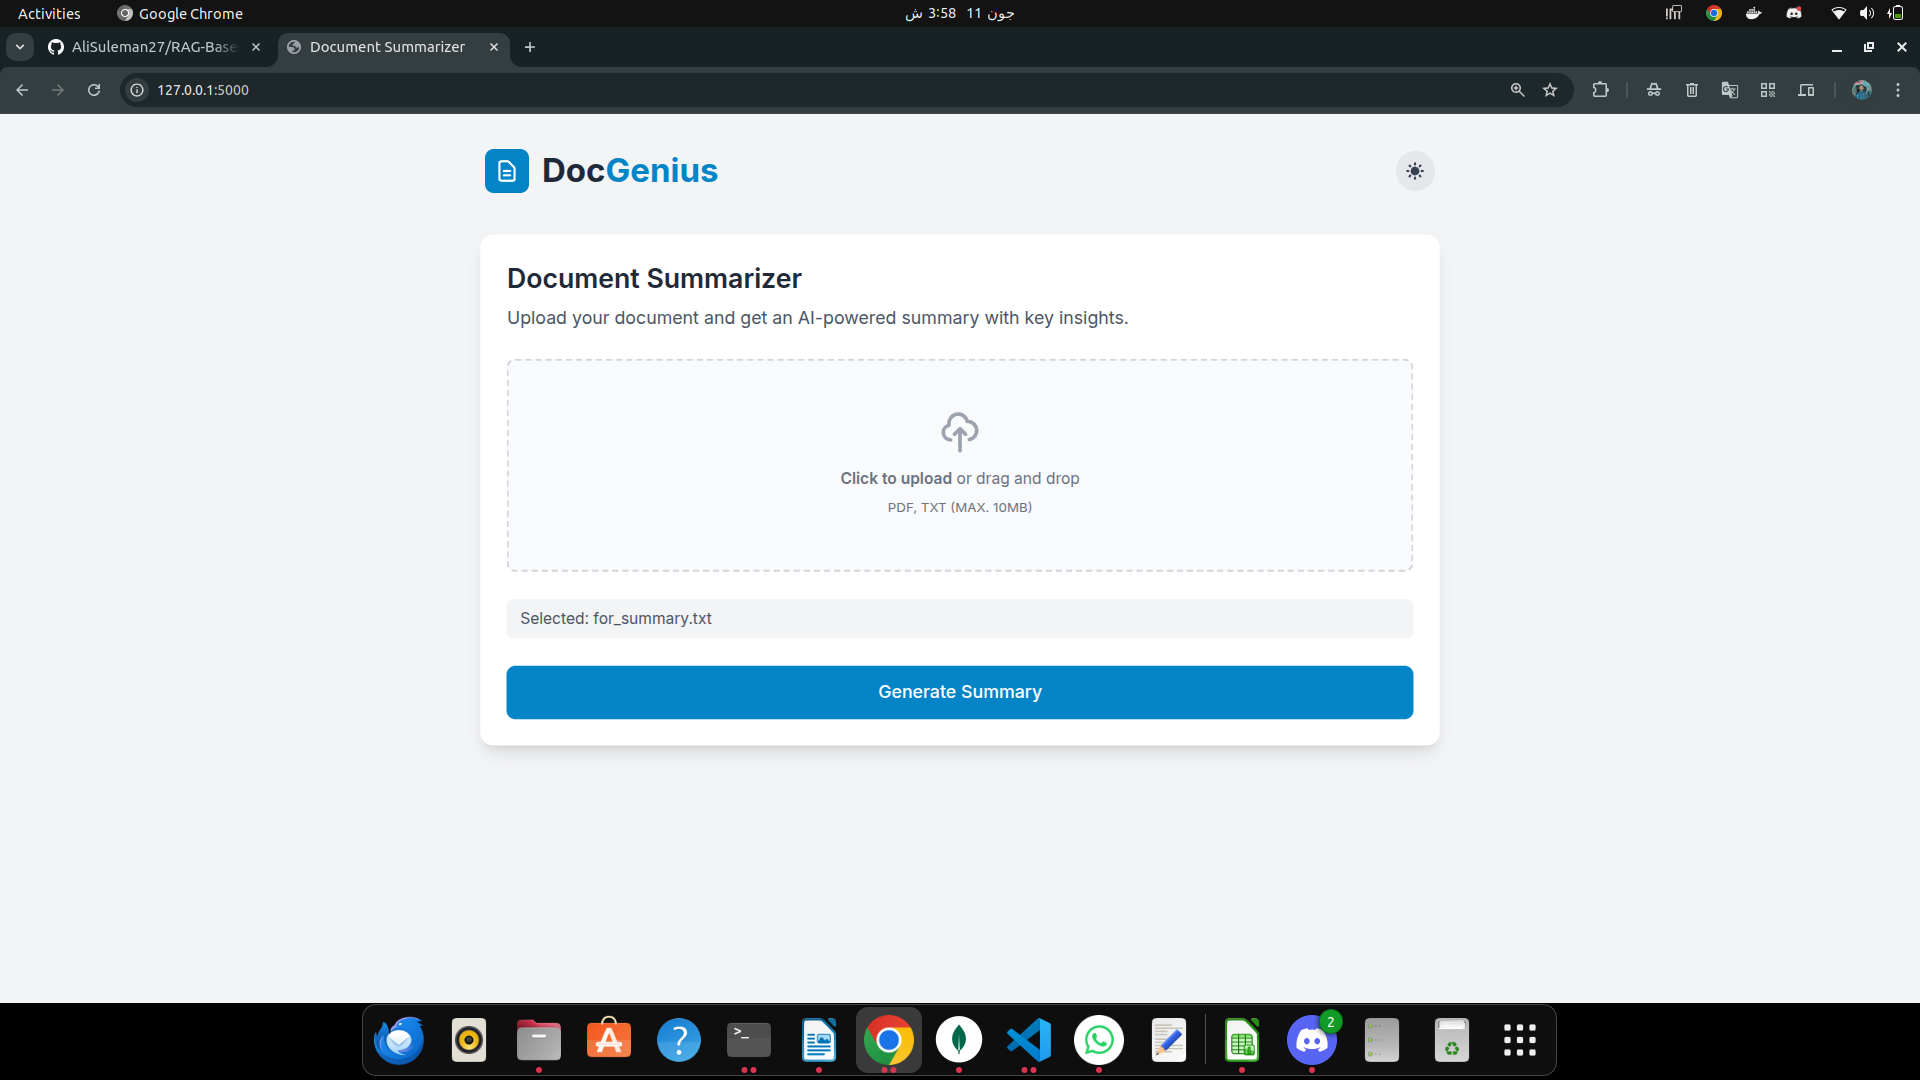 Activities
Google Chrome
جون 11  3:58 ش
AliSuleman27/RAG-Base
Document Summarizer
127.0.0.1:5000
DocGenius
Document Summarizer
Upload your document and get an AI-powered summary with key insights.
Click to upload or drag and drop
PDF, TXT (MAX. 10MB)
Selected: for_summary.txt
Generate Summary
2